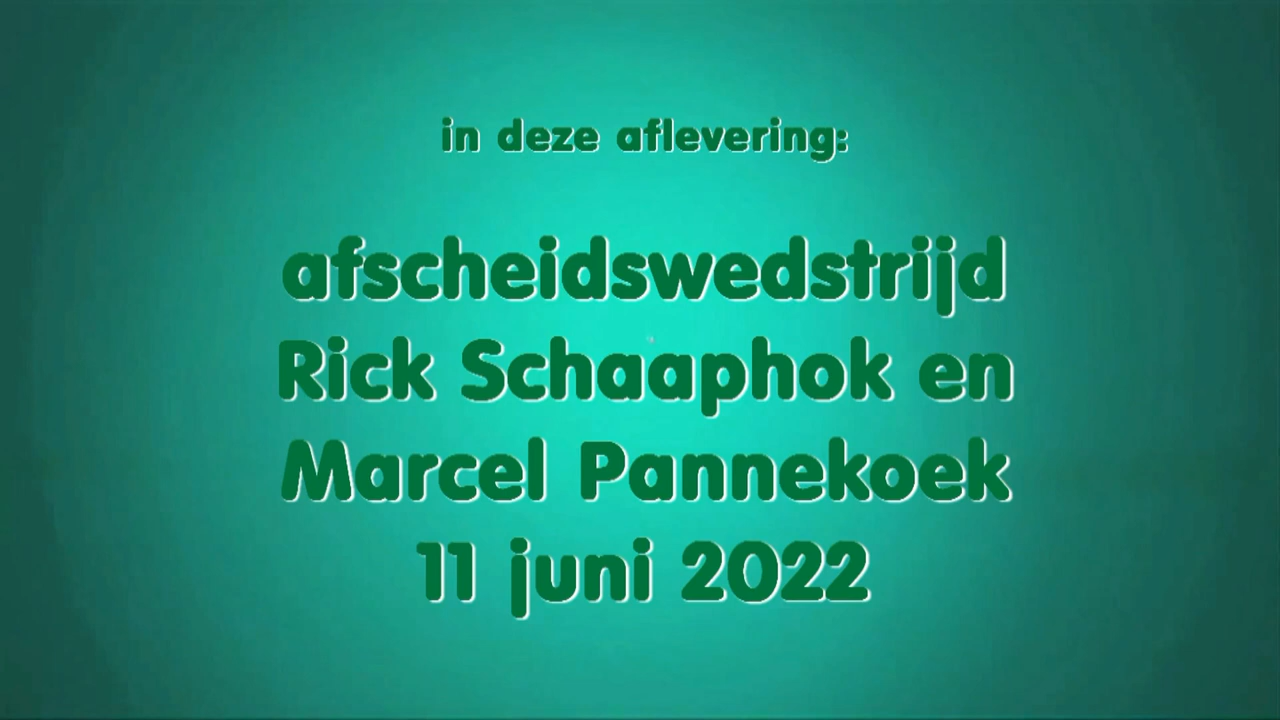 in deze aflevering:
afscheidswedstrijd
Rick Schaaphok en
Marcel Pannekoek
11 juni 2022